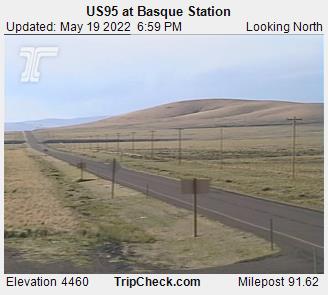 US95 at Basque Station
Updated: May 19 2022 6:59 PM Looking North
Elevation 4460 TripCheck.com Milepost 91.62